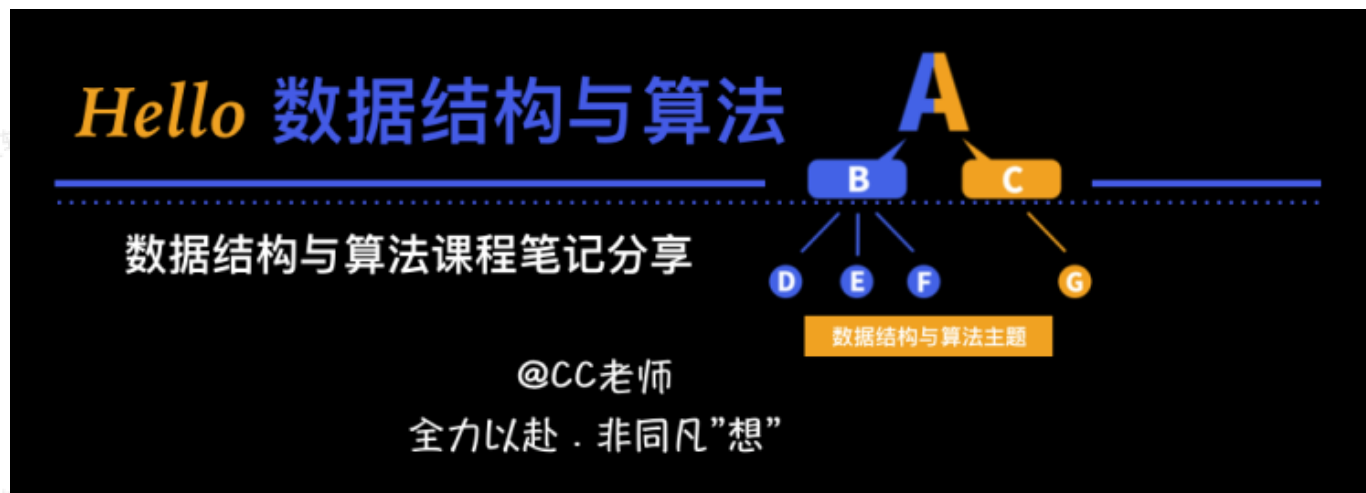 Hello 数据结构与算法
A
B
C
数据结构与算法课程笔记分享
D
E
F
G
数据结构与算法主题
@CC老师
全力以赴.非同凡"想"